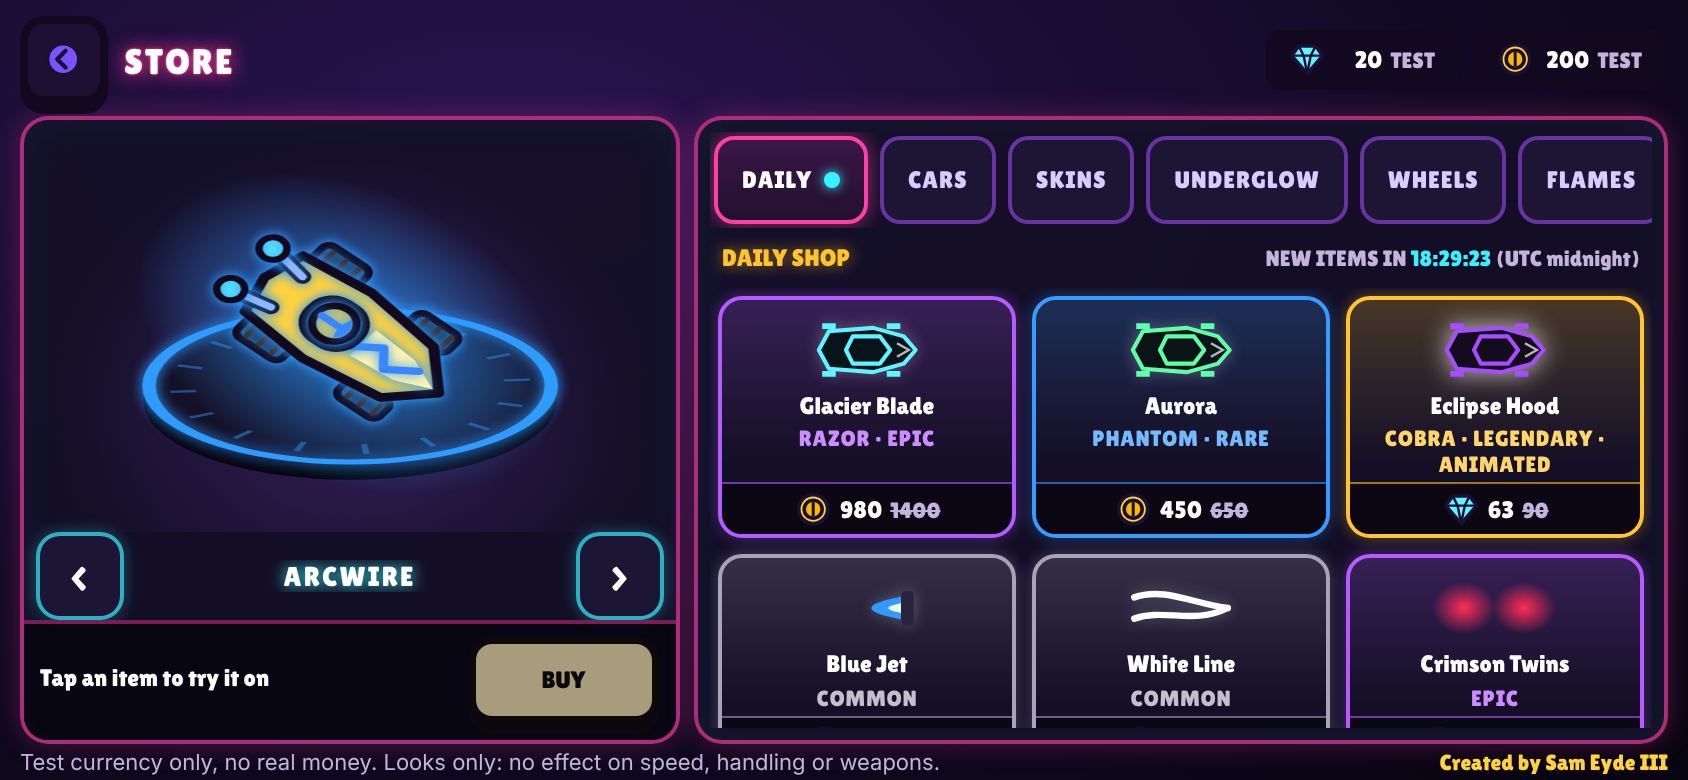 STORE
20 TEST
200 TEST
DAILY
CARS
SKINS
UNDERGLOW
WHEELS
FLAMES
DAILY SHOP
NEW ITEMS IN 18:29:23 (UTC midnight)
Glacier Blade
RAZOR · EPIC
980 1400
Aurora
PHANTOM · RARE
450 650
Eclipse Hood
COBRA · LEGENDARY ·
ANIMATED
63 90
Blue Jet
COMMON
White Line
COMMON
Crimson Twins
EPIC
ARCWIRE
Tap an item to try it on
BUY
Test currency only, no real money. Looks only: no effect on speed, handling or weapons.
Created by Sam Eyde III